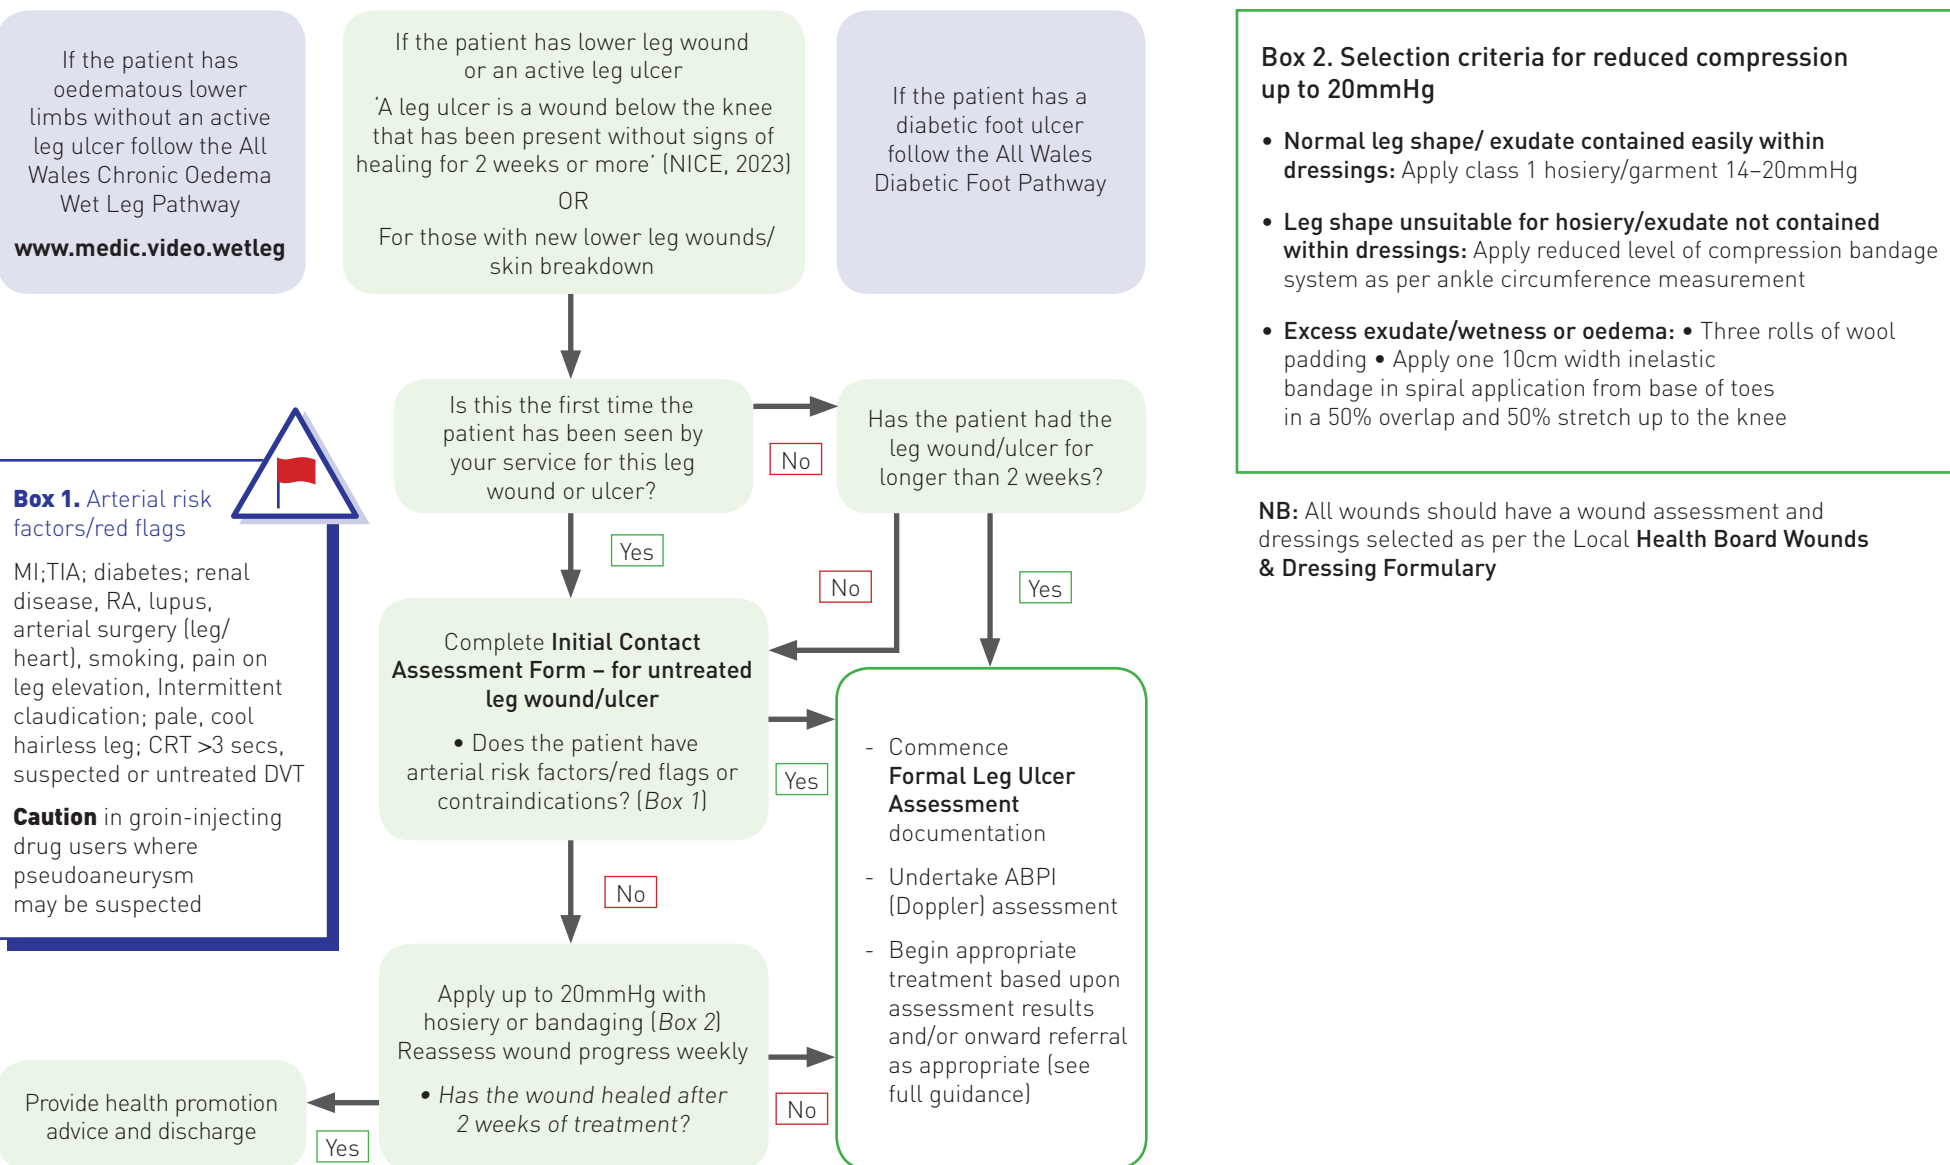 If the patient has
oedematous lower
limbs without an active
leg ulcer follow the All
Wales Chronic Oedema
Wet Leg Pathway
www.medic.video.wetleg
If the patient has lower leg wound
or an active leg ulcer
‘A leg ulcer is a wound below the knee
that has been present without signs of
healing for 2 weeks or more’ (NICE, 2023)
OR
For those with new lower leg wounds/
skin breakdown
If the patient has a
diabetic foot ulcer
follow the All Wales
Diabetic Foot Pathway
Is this the first time the
patient has been seen by
your service for this leg
wound or ulcer?
No
Has the patient had the
leg wound/ulcer for
longer than 2 weeks?
Yes
No
Yes
Box 1. Arterial risk
factors/red flags
MI;TIA; diabetes; renal
disease, RA, lupus,
arterial surgery (leg/
heart), smoking, pain on
leg elevation, Intermittent
claudication; pale, cool
hairless leg; CRT >3 secs,
suspected or untreated DVT
Caution in groin-injecting
drug users where
pseudoaneurysm
may be suspected
Complete Initial Contact
Assessment Form – for untreated
leg wound/ulcer
• Does the patient have
arterial risk factors/red flags or
contraindications? (Box 1)
Yes
No
- Commence
Formal Leg Ulcer
Assessment
documentation
- Undertake ABPI
(Doppler) assessment
- Begin appropriate
treatment based upon
assessment results
and/or onward referral
as appropriate (see
full guidance)
Apply up to 20mmHg with
hosiery or bandaging (Box 2)
Reassess wound progress weekly
• Has the wound healed after
2 weeks of treatment?
No
Yes
Provide health promotion
advice and discharge
Box 2. Selection criteria for reduced compression
up to 20mmHg
• Normal leg shape/ exudate contained easily within
dressings: Apply class 1 hosiery/garment 14–20mmHg
• Leg shape unsuitable for hosiery/exudate not contained
within dressings: Apply reduced level of compression bandage
system as per ankle circumference measurement
• Excess exudate/wetness or oedema: • Three rolls of wool
padding • Apply one 10cm width inelastic
bandage in spiral application from base of toes
in a 50% overlap and 50% stretch up to the knee
NB: All wounds should have a wound assessment and
dressings selected as per the Local Health Board Wounds
& Dressing Formulary